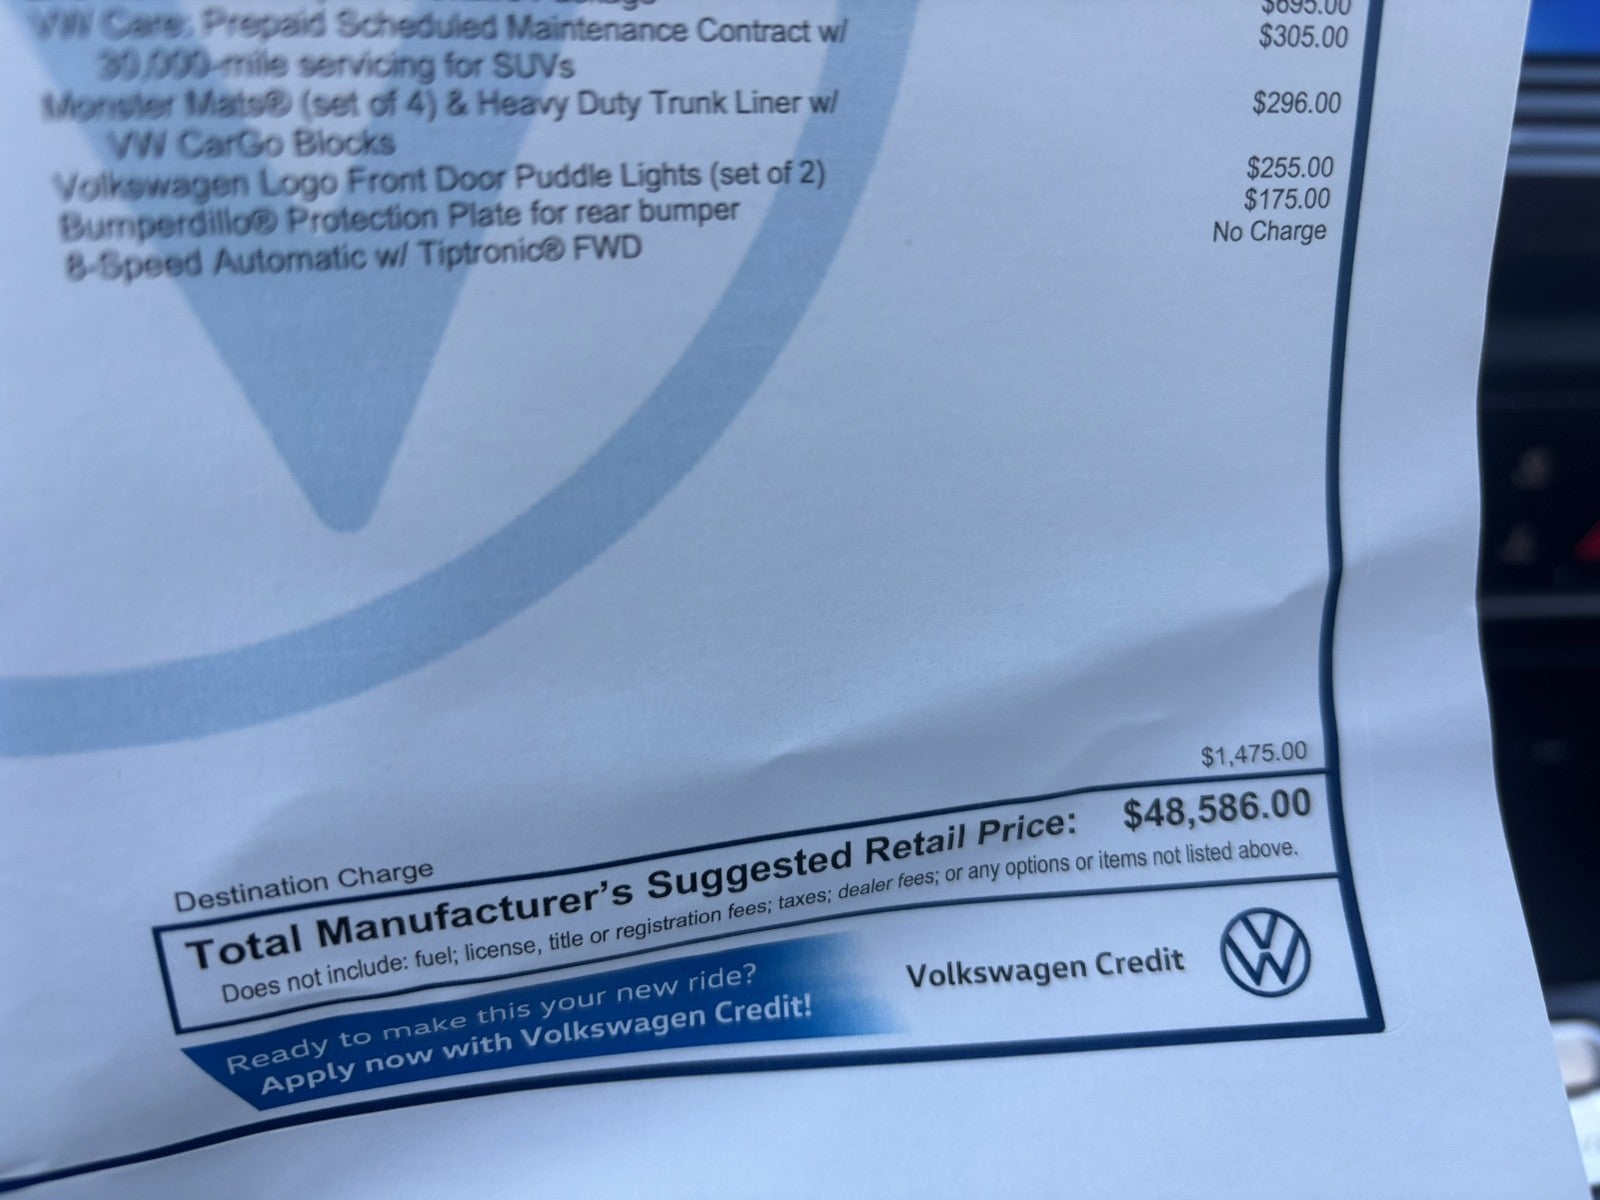 $695.00
VW Care: Prepaid Scheduled Maintenance Contract w/ $305.00
30,000-mile servicing for SUVs
Monster Mats® (set of 4) & Heavy Duty Trunk Liner w/ $296.00
VW CarGo Blocks
Volkswagen Logo Front Door Puddle Lights (set of 2) $255.00
Bumperdillo® Protection Plate for rear bumper $175.00
8-Speed Automatic w/ Tiptronic® FWD No Charge
Destination Charge $1,475.00
Total Manufacturer's Suggested Retail Price: $48,586.00
Does not include: fuel; license, title or registration fees; taxes; dealer fees; or any options or items not listed above.
Ready to make this your new ride?
Apply now with Volkswagen Credit!
Volkswagen Credit